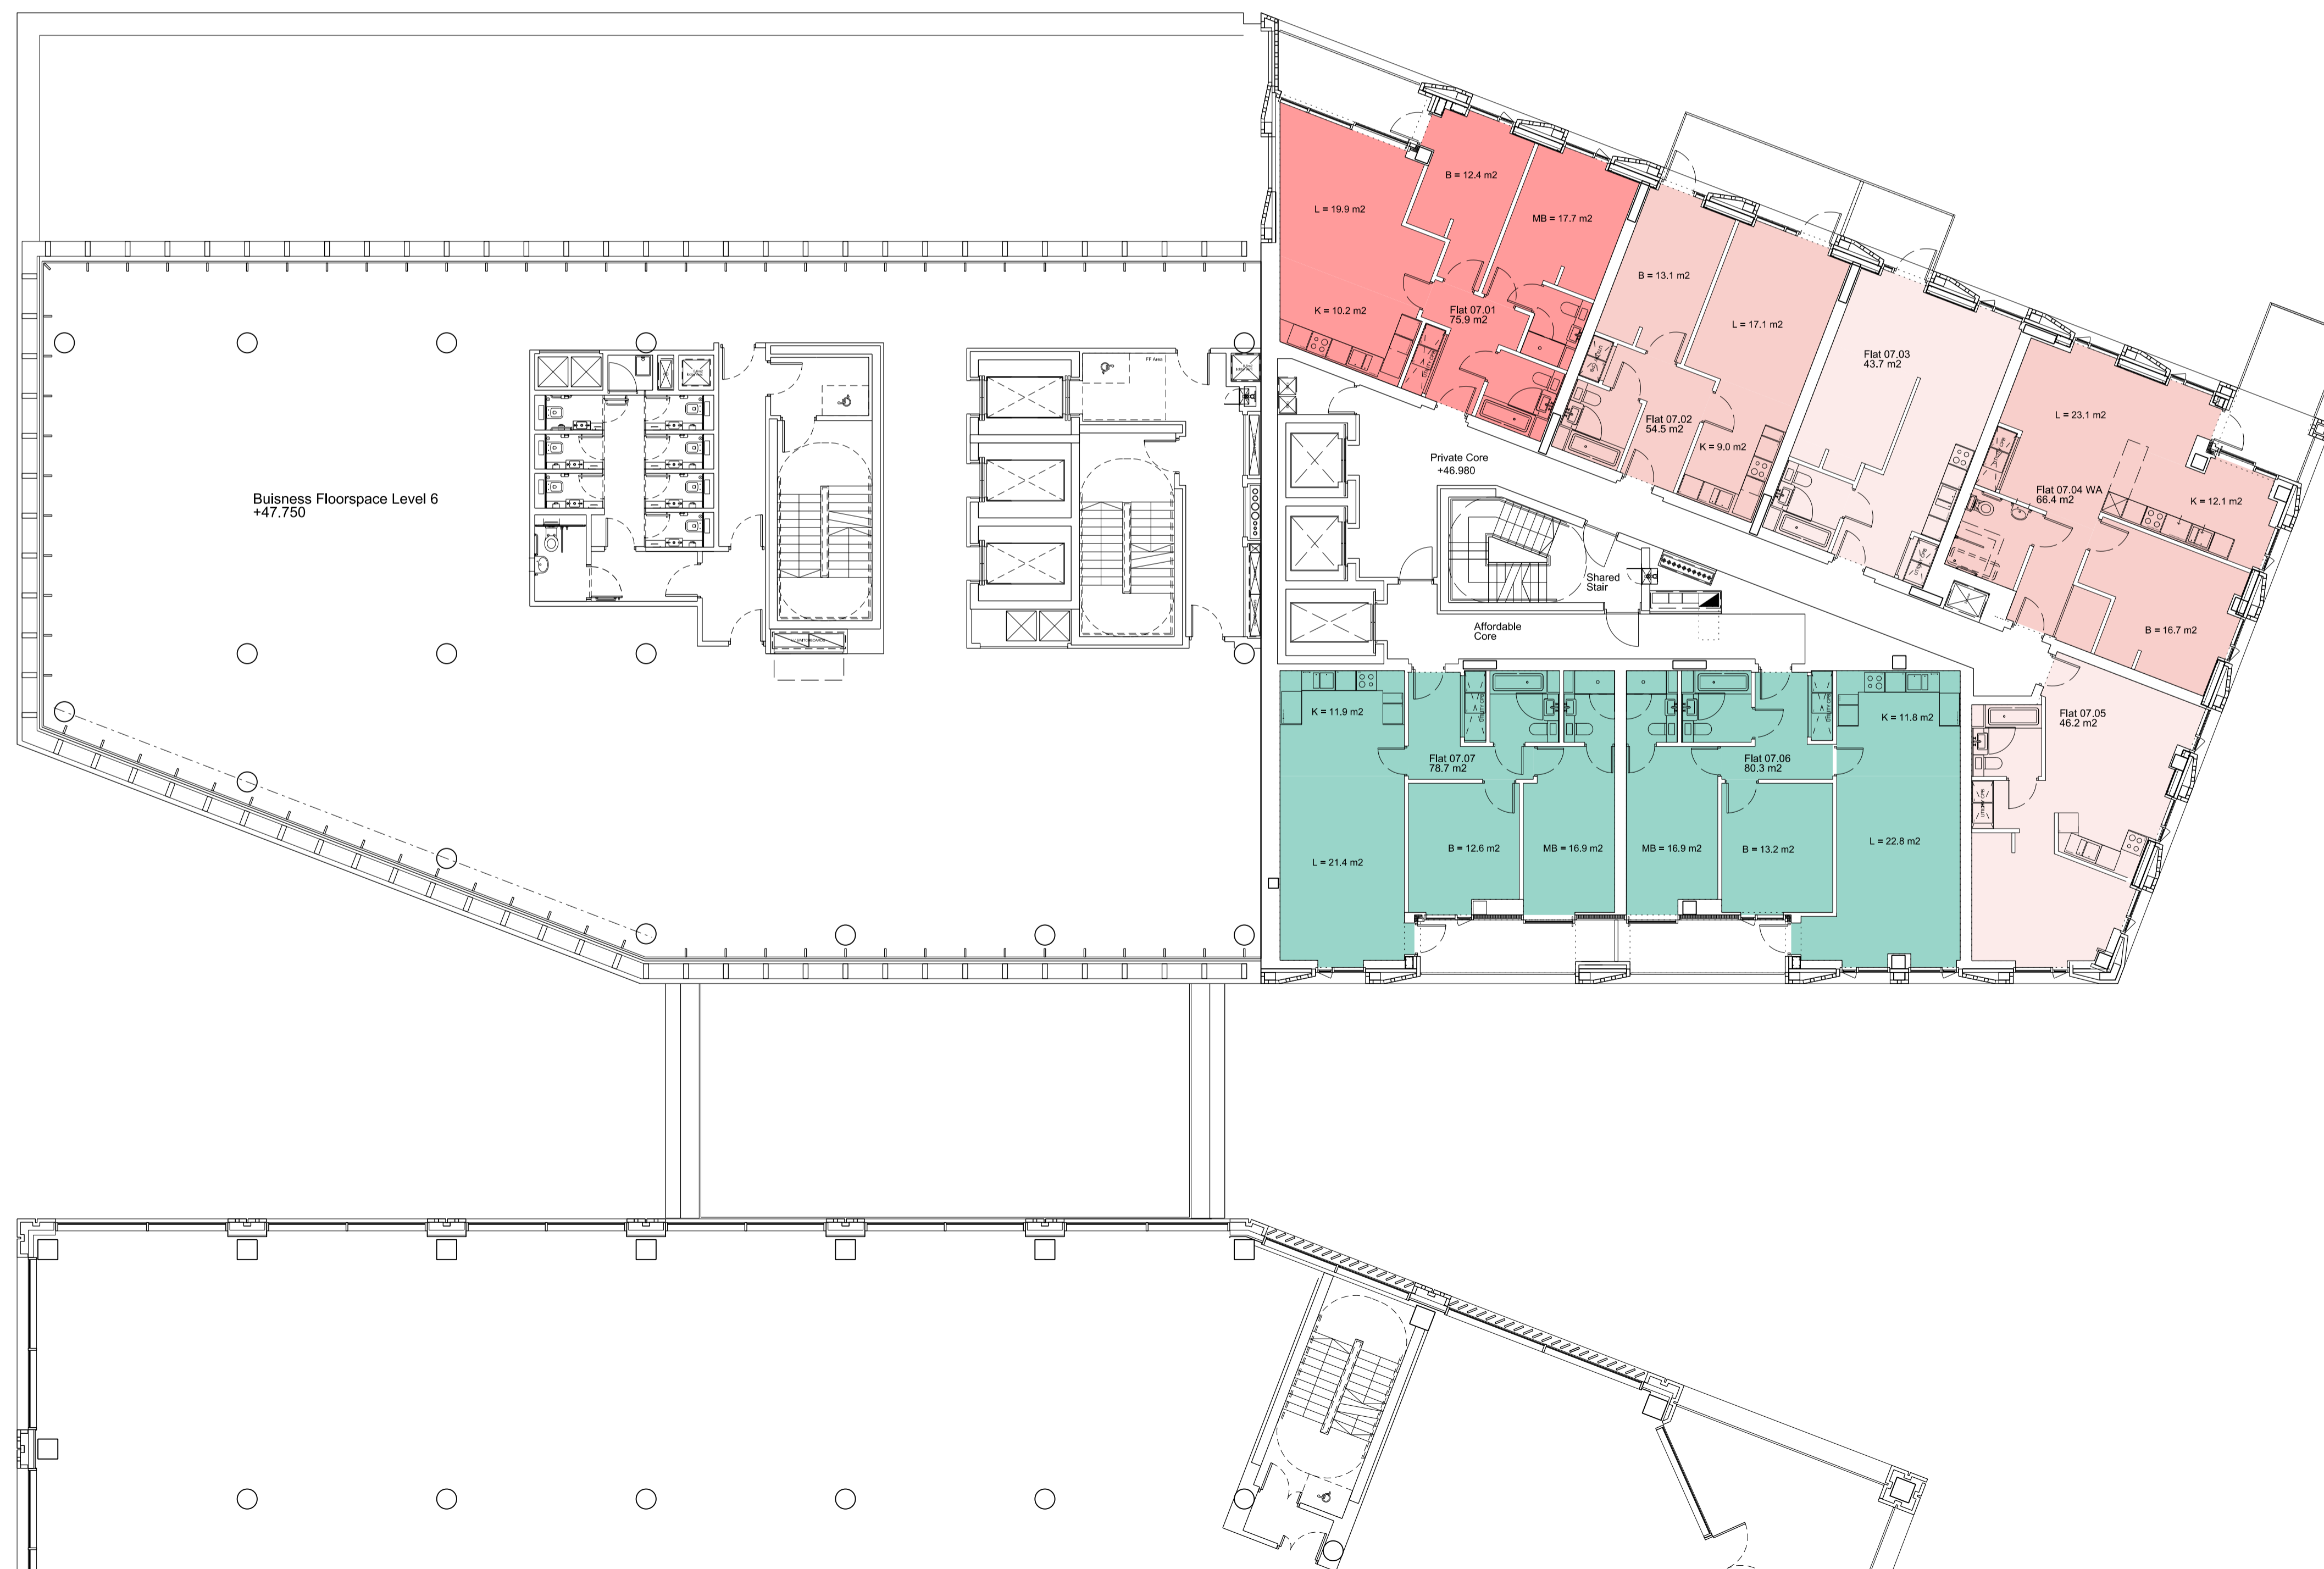 Buisness Floorspace Level 6
+47.750
FF Area
B = 12.4 m2
L = 19.9 m2
MB = 17.7 m2
K = 10.2 m2
Flat 07.01
75.9 m2
B = 13.1 m2
L = 17.1 m2
Flat 07.02
54.5 m2
K = 9.0 m2
Flat 07.03
43.7 m2
L = 23.1 m2
Flat 07.04 WA
66.4 m2
K = 12.1 m2
B = 16.7 m2
Private Core
+46.980
Shared
Stair
Affordable
Core
Flat 07.05
46.2 m2
K = 11.9 m2
Flat 07.07
78.7 m2
L = 21.4 m2
B = 12.6 m2
MB = 16.9 m2
K = 11.8 m2
Flat 07.06
80.3 m2
MB = 16.9 m2
B = 13.2 m2
L = 22.8 m2